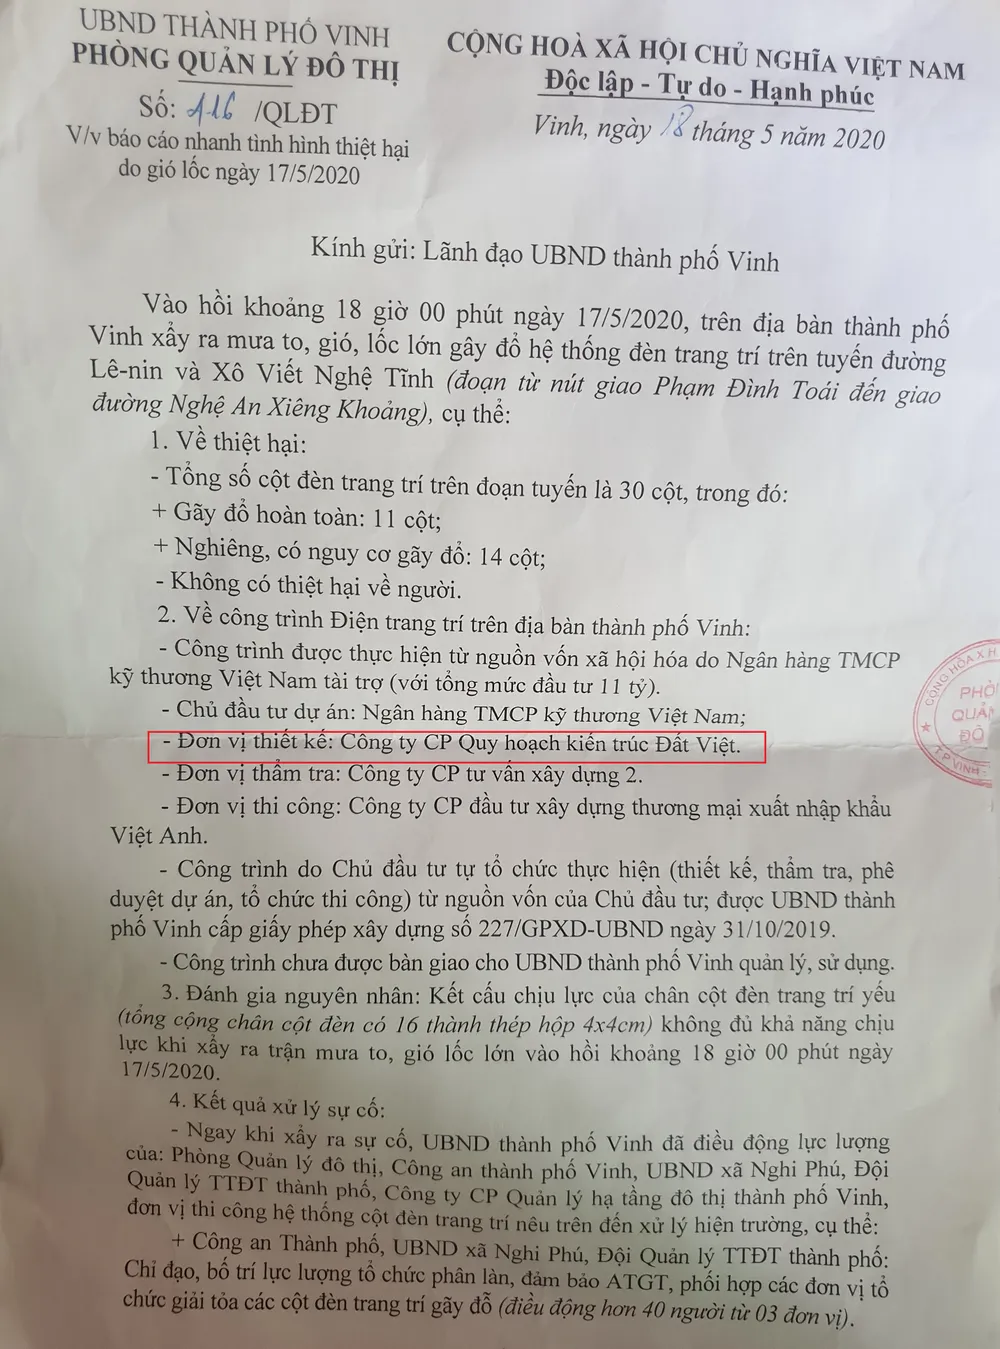 UBND THÀNH PHỐ VINH
PHÒNG QUẢN LÝ ĐÔ THỊ
Số: 116 /QLĐT
V/v báo cáo nhanh tình hình thiệt hại
do gió lốc ngày 17/5/2020
CỘNG HOÀ XÃ HỘI CHỦ NGHĨA VIỆT NAM
Độc lập - Tự do - Hạnh phúc
Vinh, ngày 18 tháng 5 năm 2020
Kính gửi: Lãnh đạo UBND thành phố Vinh
Vào hồi khoảng 18 giờ 00 phút ngày 17/5/2020, trên địa bàn thành phố
Vinh xẩy ra mưa to, gió, lốc lớn gây đổ hệ thống đèn trang trí trên tuyến đường
Lê-nin và Xô Viết Nghệ Tĩnh (đoạn từ nút giao Phạm Đình Toái đến giao
đường Nghệ An Xiêng Khoảng), cụ thể:
1. Về thiệt hại:
- Tổng số cột đèn trang trí trên đoạn tuyến là 30 cột, trong đó:
+ Gãy đổ hoàn toàn: 11 cột;
+ Nghiêng, có nguy cơ gãy đổ: 14 cột;
- Không có thiệt hại về người.
2. Về công trình Điện trang trí trên địa bàn thành phố Vinh:
- Công trình được thực hiện từ nguồn vốn xã hội hóa do Ngân hàng TMCP
kỹ thương Việt Nam tài trợ (với tổng mức đầu tư 11 tỷ).
- Chủ đầu tư dự án: Ngân hàng TMCP kỹ thương Việt Nam;
- Đơn vị thiết kế: Công ty CP Quy hoạch kiến trúc Đất Việt.
- Đơn vị thẩm tra: Công ty CP tư vấn xây dựng 2.
- Đơn vị thi công: Công ty CP đầu tư xây dựng thương mại xuất nhập khẩu
Việt Anh.
- Công trình do Chủ đầu tư tự tổ chức thực hiện (thiết kế, thẩm tra, phê
duyệt dự án, tổ chức thi công) từ nguồn vốn của Chủ đầu tư; được UBND thành
phố Vinh cấp giấy phép xây dựng số 227/GPXD-UBND ngày 31/10/2019.
- Công trình chưa được bàn giao cho UBND thành phố Vinh quản lý, sử dụng.
3. Đánh gia nguyên nhân: Kết cấu chịu lực của chân cột đèn trang trí yếu
(tổng cộng chân cột đèn có 16 thành thép hộp 4x4cm) không đủ khả năng chịu
lực khi xẩy ra trận mưa to, gió lốc lớn vào hồi khoảng 18 giờ 00 phút ngày
17/5/2020.
4. Kết quả xử lý sự cố:
- Ngay khi xẩy ra sự cố, UBND thành phố Vinh đã điều động lực lượng
của: Phòng Quản lý đô thị, Công an thành phố Vinh, UBND xã Nghi Phú, Đội
Quản lý TTĐT thành phố, Công ty CP Quản lý hạ tầng đô thị thành phố Vinh,
đơn vị thi công hệ thống cột đèn trang trí nêu trên đến xử lý hiện trường, cụ thể:
+ Công an Thành phố, UBND xã Nghi Phú, Đội Quản lý TTĐT thành phố:
Chỉ đạo, bố trí lực lượng tổ chức phân làn, đảm bảo ATGT, phối hợp các đơn vị tổ
chức giải tỏa các cột đèn trang trí gãy đỗ (điều động hơn 40 người từ 03 đơn vị).
CỘNG HÒA X H
PHÒ
QUẢN
ĐÔ
T.P VINH